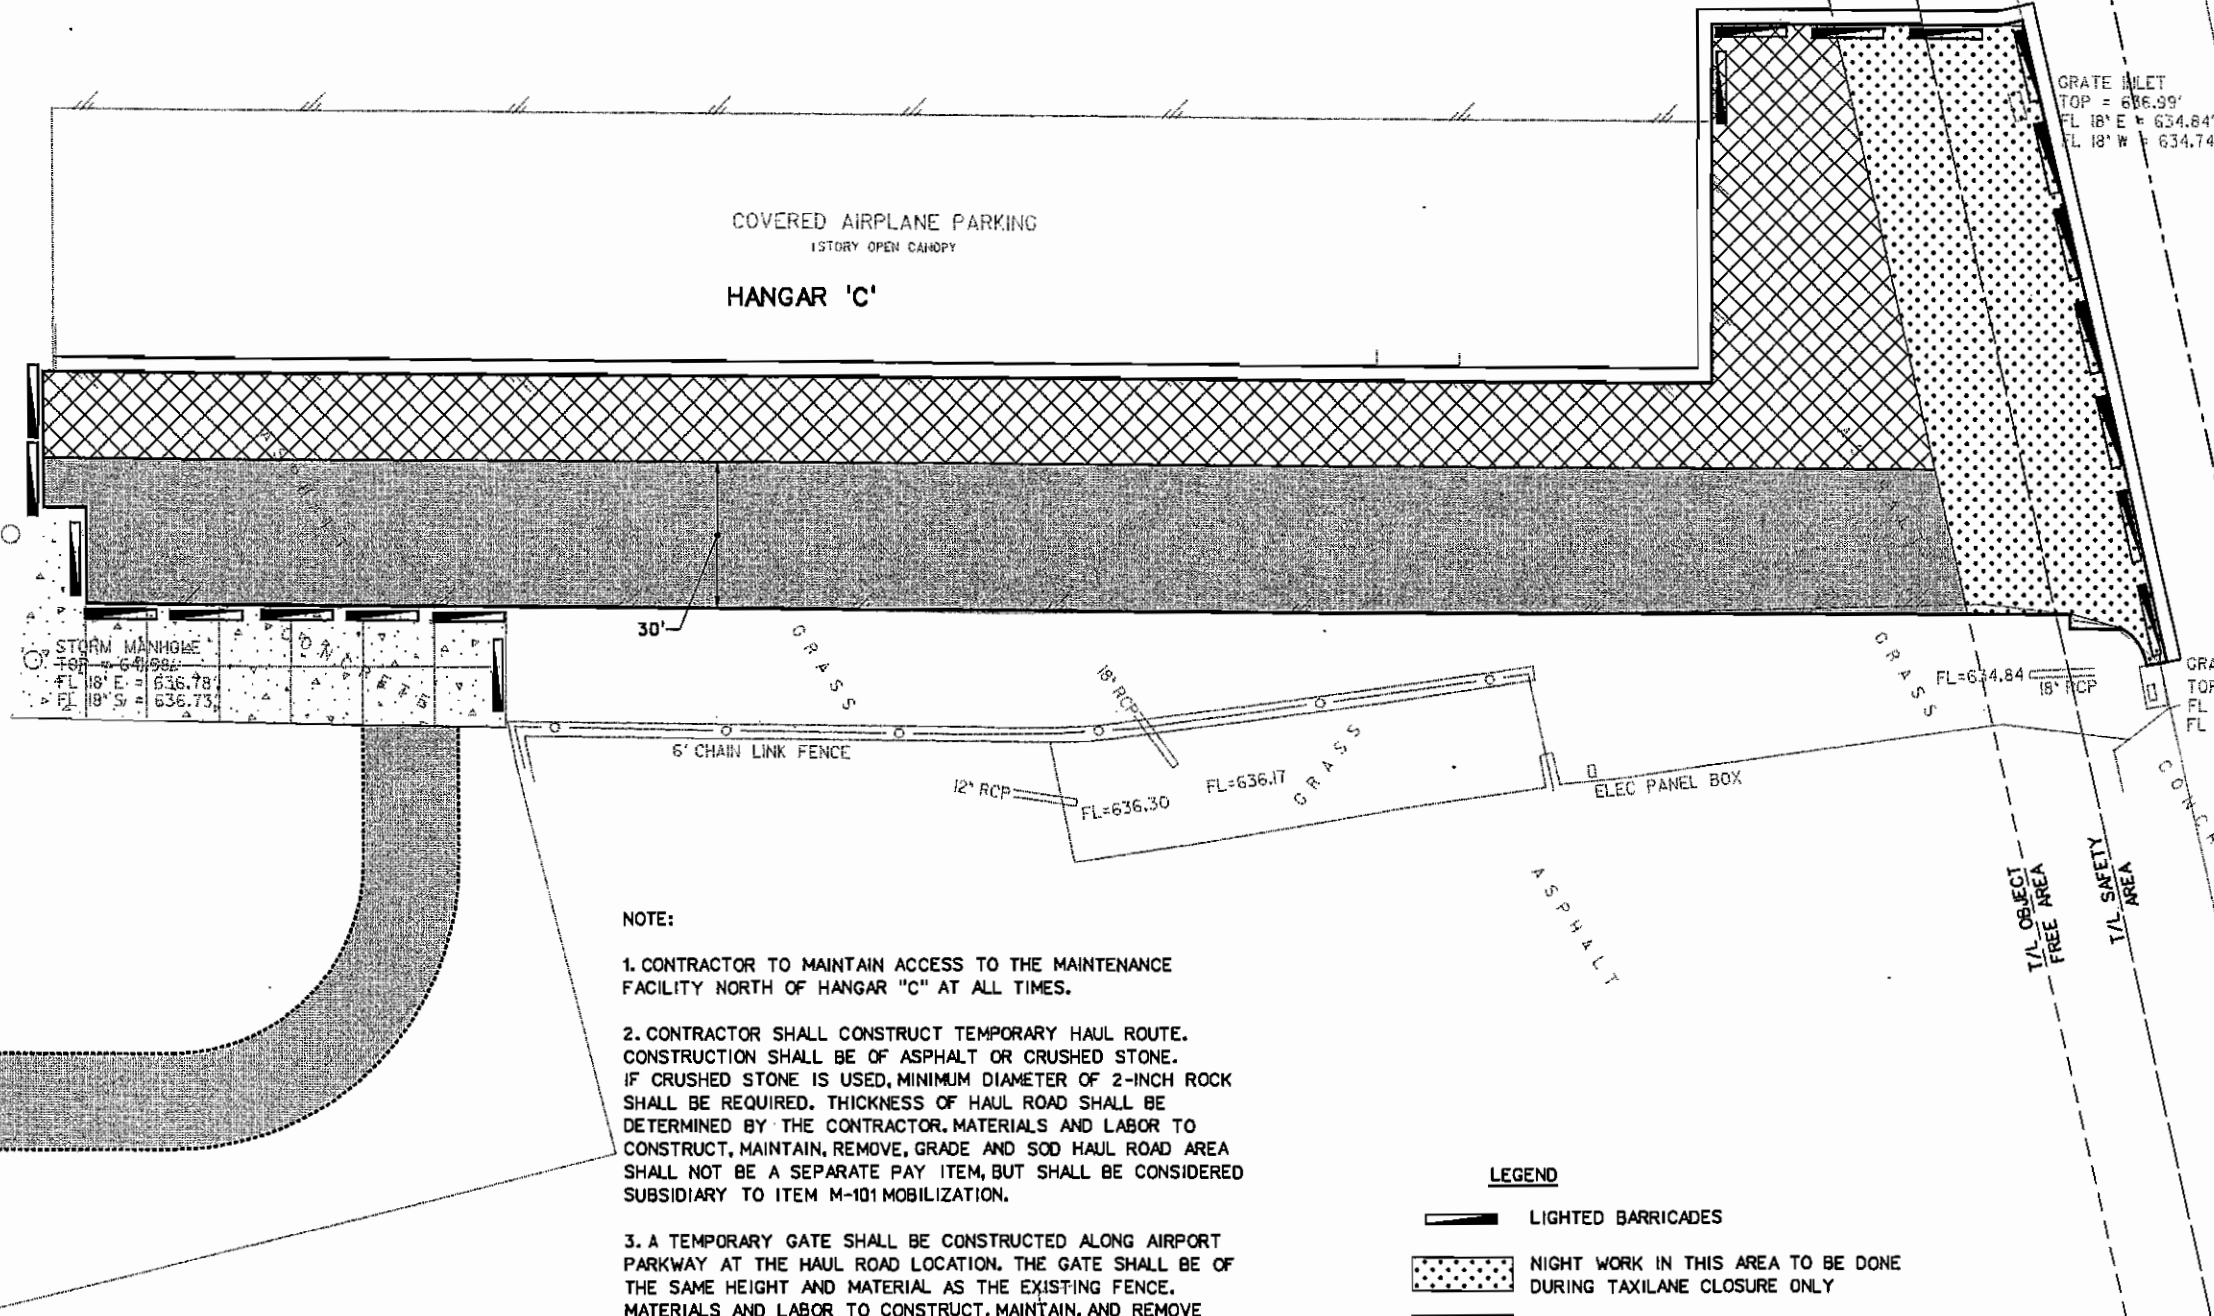 GRATE INLET
TOP = 636.99'
FL 18" E = 634.84'
FL 18" W = 634.74
COVERED AIRPLANE PARKING
1 STORY OPEN CANOPY
HANGAR 'C'
ASPHALT
ASPHALT
30'
STORM MANHOLE
FL 18" E = 636.78'
FL 18" S = 636.73'
CONCRETE
GRASS
18" RCP
GRASS
FL=634.84
18" RCP
GRA
TOP
FL
FL
6' CHAIN LINK FENCE
12" RCP
FL=636.30
FL=636.17
GRASS
ELEC PANEL BOX
CONCR
ASPHALT
T/L OBJECT
FREE AREA
T/L SAFETY
AREA
NOTE:
1. CONTRACTOR TO MAINTAIN ACCESS TO THE MAINTENANCE
FACILITY NORTH OF HANGAR "C" AT ALL TIMES.
2. CONTRACTOR SHALL CONSTRUCT TEMPORARY HAUL ROUTE.
CONSTRUCTION SHALL BE OF ASPHALT OR CRUSHED STONE.
IF CRUSHED STONE IS USED, MINIMUM DIAMETER OF 2-INCH ROCK
SHALL BE REQUIRED. THICKNESS OF HAUL ROAD SHALL BE
DETERMINED BY THE CONTRACTOR. MATERIALS AND LABOR TO
CONSTRUCT, MAINTAIN, REMOVE, GRADE AND SOD HAUL ROAD AREA
SHALL NOT BE A SEPARATE PAY ITEM, BUT SHALL BE CONSIDERED
SUBSIDIARY TO ITEM M-101 MOBILIZATION.
3. A TEMPORARY GATE SHALL BE CONSTRUCTED ALONG AIRPORT
PARKWAY AT THE HAUL ROAD LOCATION. THE GATE SHALL BE OF
THE SAME HEIGHT AND MATERIAL AS THE EXISTING FENCE.
MATERIALS AND LABOR TO CONSTRUCT, MAINTAIN, AND REMOVE
LEGEND
LIGHTED BARRICADES
NIGHT WORK IN THIS AREA TO BE DONE
DURING TAXILANE CLOSURE ONLY